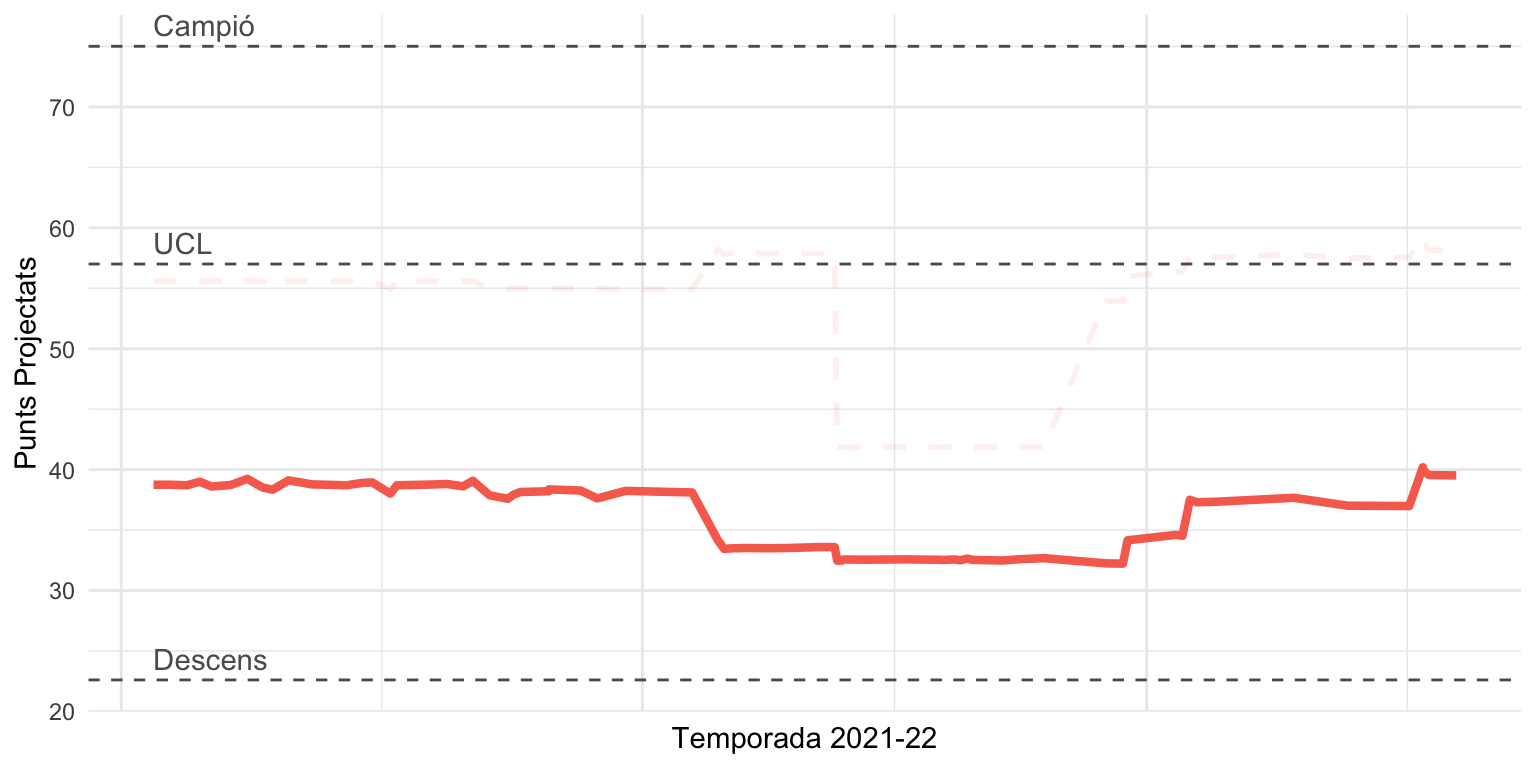 Campió
70
60
UCL
Punts Projectats
50
40
30
Descens
20
Temporada 2021-22